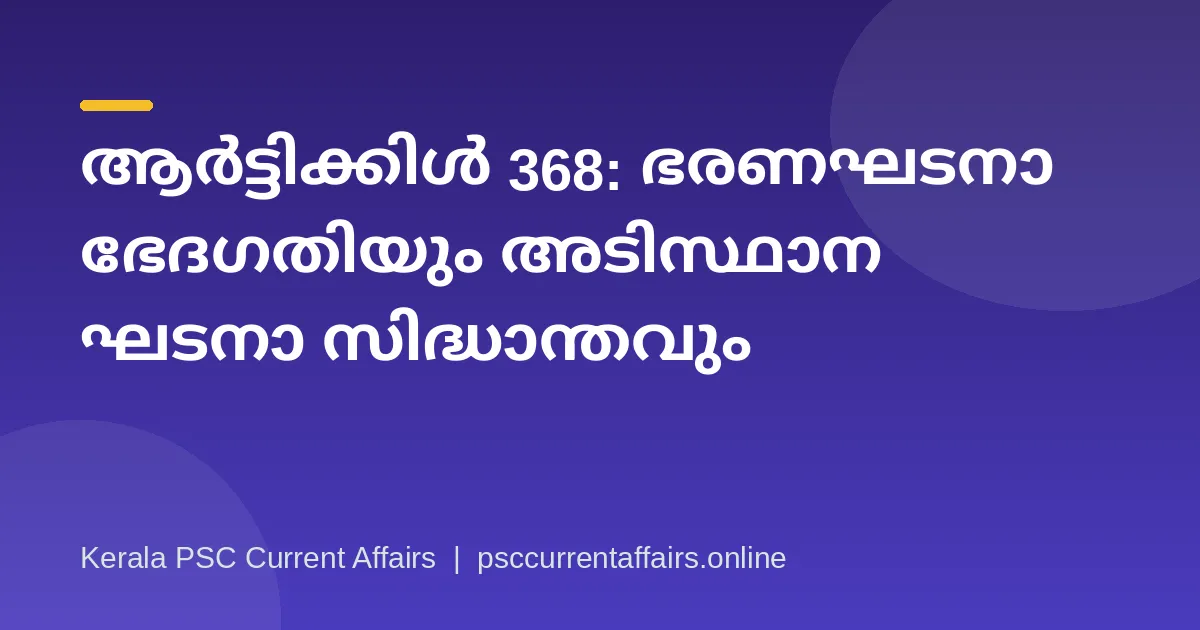 ആർട്ടിക്കിൾ 368: ഭരണഘടനാ
ഭേദഗതിയും അടിസ്ഥാന
ഘടനാ സിദ്ധാന്തവും
Kerala PSC Current Affairs | psccurrentaffairs.online